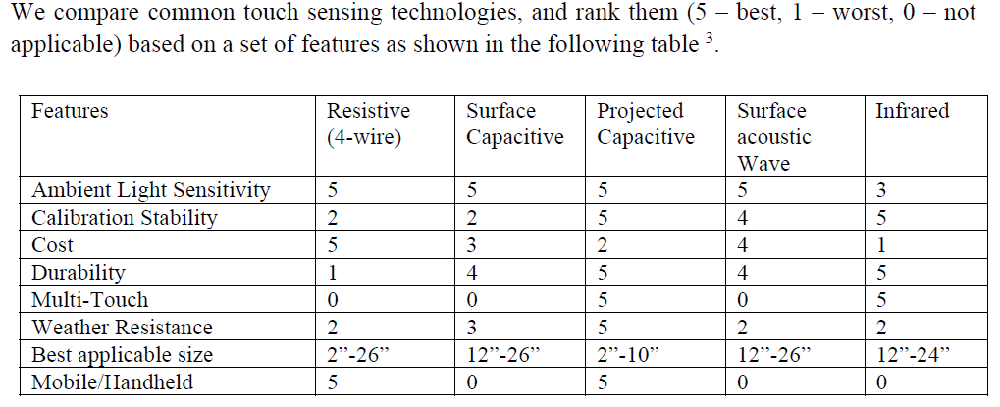 We compare common touch sensing technologies, and rank them (5 – best, 1 – worst, 0 – not
applicable) based on a set of features as shown in the following table 3.
Features Resistive (4-wire) Surface Capacitive Projected Capacitive Surface acoustic Wave Infrared
Ambient Light Sensitivity 5 5 5 5 3
Calibration Stability 2 2 5 4 5
Cost 5 3 2 4 1
Durability 1 4 5 4 5
Multi-Touch 0 0 5 0 5
Weather Resistance 2 3 5 2 2
Best applicable size 2”-26” 12”-26” 2”-10” 12”-26” 12”-24”
Mobile/Handheld 5 0 5 0 0